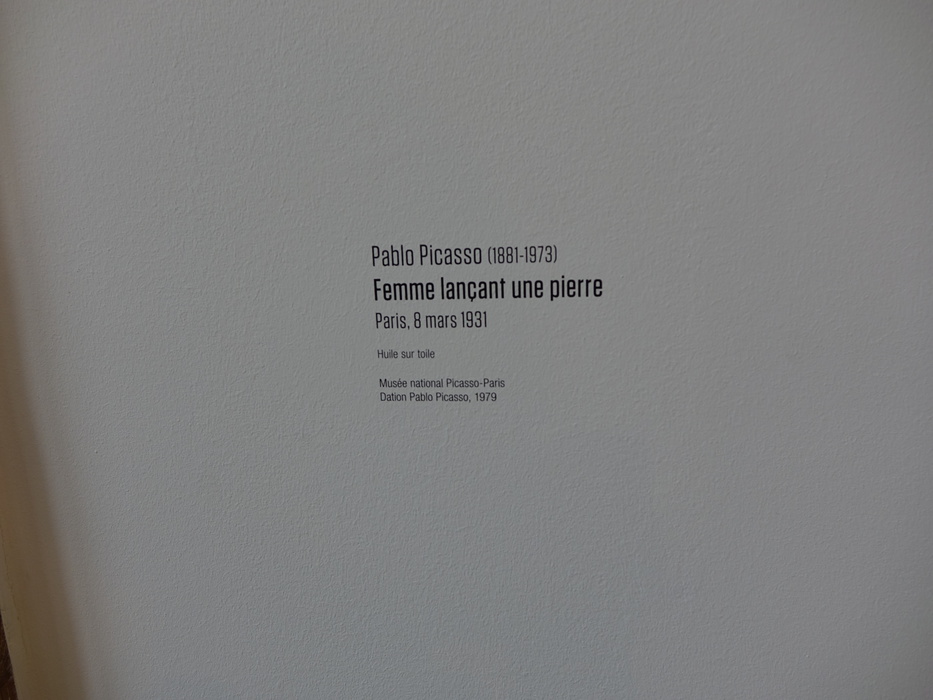 Pablo Picasso (1881-1973)
Femme lançant une pierre
Paris, 8 mars 1931
Huile sur toile
Musée national Picasso-Paris
Dation Pablo Picasso, 1979